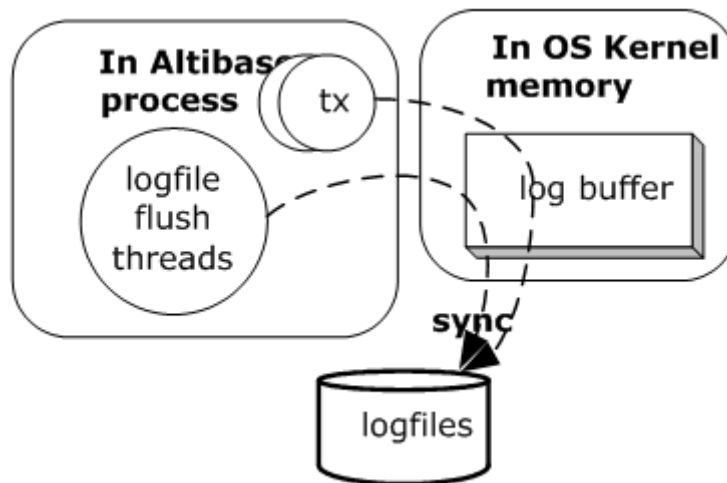 In Altibase
process
tx
logfile
flush
threads
In OS Kernel
memory
log buffer
sync
logfiles